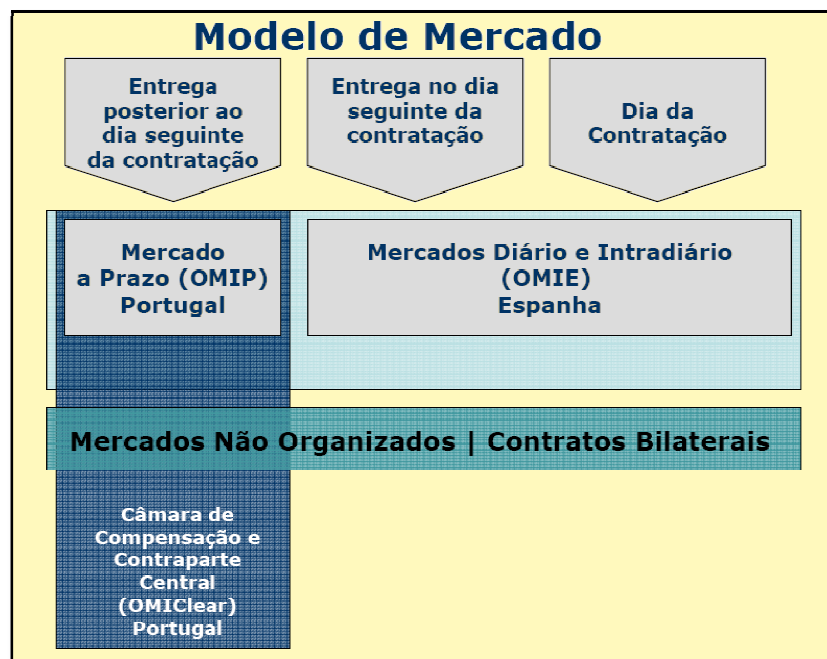 Modelo de Mercado
Entrega
posterior ao
dia seguinte
da contratação
Entrega no dia
seguinte da
contratação
Dia da
Contratação
Mercado
a Prazo (OMIP)
Portugal
Mercados Diário e Intradiário
(OMIE)
Espanha
Mercados Não Organizados | Contratos Bilaterais
Câmara de
Compensação e
Contraparte
Central
(OMIClear)
Portugal